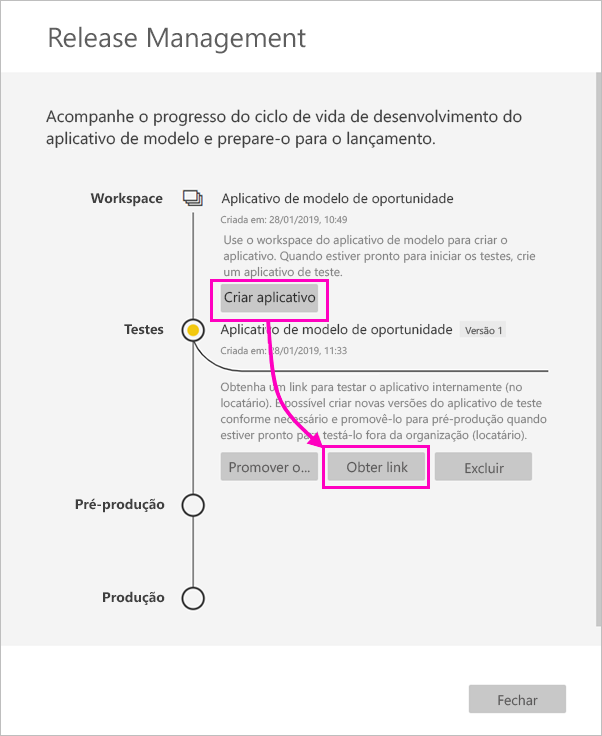 Release Management
Acompanhe o progresso do ciclo de vida de desenvolvimento do
aplicativo de modelo e prepare-o para o lançamento.
Workspace
Aplicativo de modelo de oportunidade
Criada em: 28/01/2019, 10:49
Use o workspace do aplicativo de modelo para criar o
aplicativo. Quando estiver pronto para iniciar os testes, crie
um aplicativo de teste.
Criar aplicativo
Testes
Aplicativo de modelo de oportunidade Versão 1
Criada em: 28/01/2019, 11:33
Obtenha um link para testar o aplicativo internamente (no
locatário). É possível criar novas versões do aplicativo de teste
conforme necessário e promovê-lo para pré-produção quando
estiver pronto para testá-lo fora da organização (locatário).
Promover o... Obter link Excluir
Pré-produção
Produção
Fechar